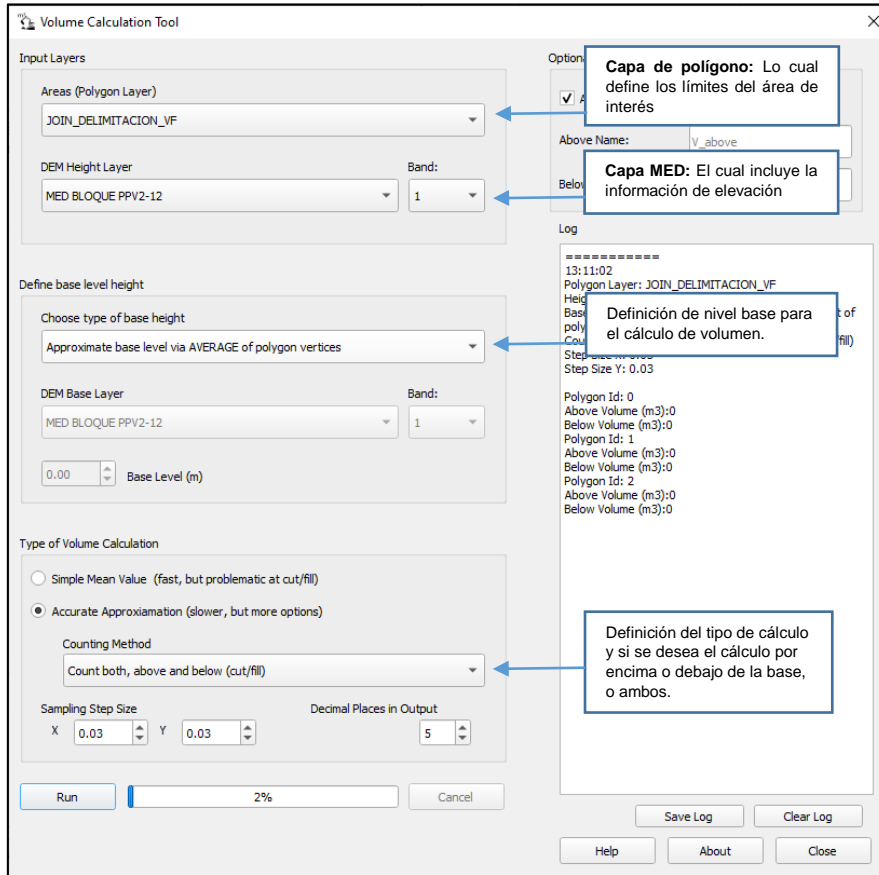 Volume Calculation Tool
Input Layers
Areas (Polygon Layer)
JOIN_DELIMITACION_VF
DEM Height Layer
Band:
MED BLOQUE PPV2-12
1
Define base level height
Choose type of base height
Approximate base level via AVERAGE of polygon vertices
DEM Base Layer
Band:
MED BLOQUE PPV2-12
1
0.00
Base Level (m)
Type of Volume Calculation
Simple Mean Value (fast, but problematic at cut/fill)
Accurate Approxiamation (slower, but more options)
Counting Method
Count both, above and below (cut/fill)
Sampling Step Size
Decimal Places in Output
X 0.03 Y 0.03
5
Run
2%
Cancel
Capa de polígono: Lo cual
define los límites del área de
interés
Above Name:
V_above
Capa MED: El cual incluye la
información de elevación
Log
===========
13:11:02
Polygon Layer: JOIN_DELIMITACION_VF
of
fill)
Definición de nivel base para
el cálculo de volumen.
Step Size Y: 0.03
Polygon Id: 0
Above Volume (m3):0
Below Volume (m3):0
Polygon Id: 1
Above Volume (m3):0
Below Volume (m3):0
Polygon Id: 2
Above Volume (m3):0
Below Volume (m3):0
Definición del tipo de cálculo
y si se desea el cálculo por
encima o debajo de la base,
o ambos.
Save Log
Clear Log
Help
About
Close